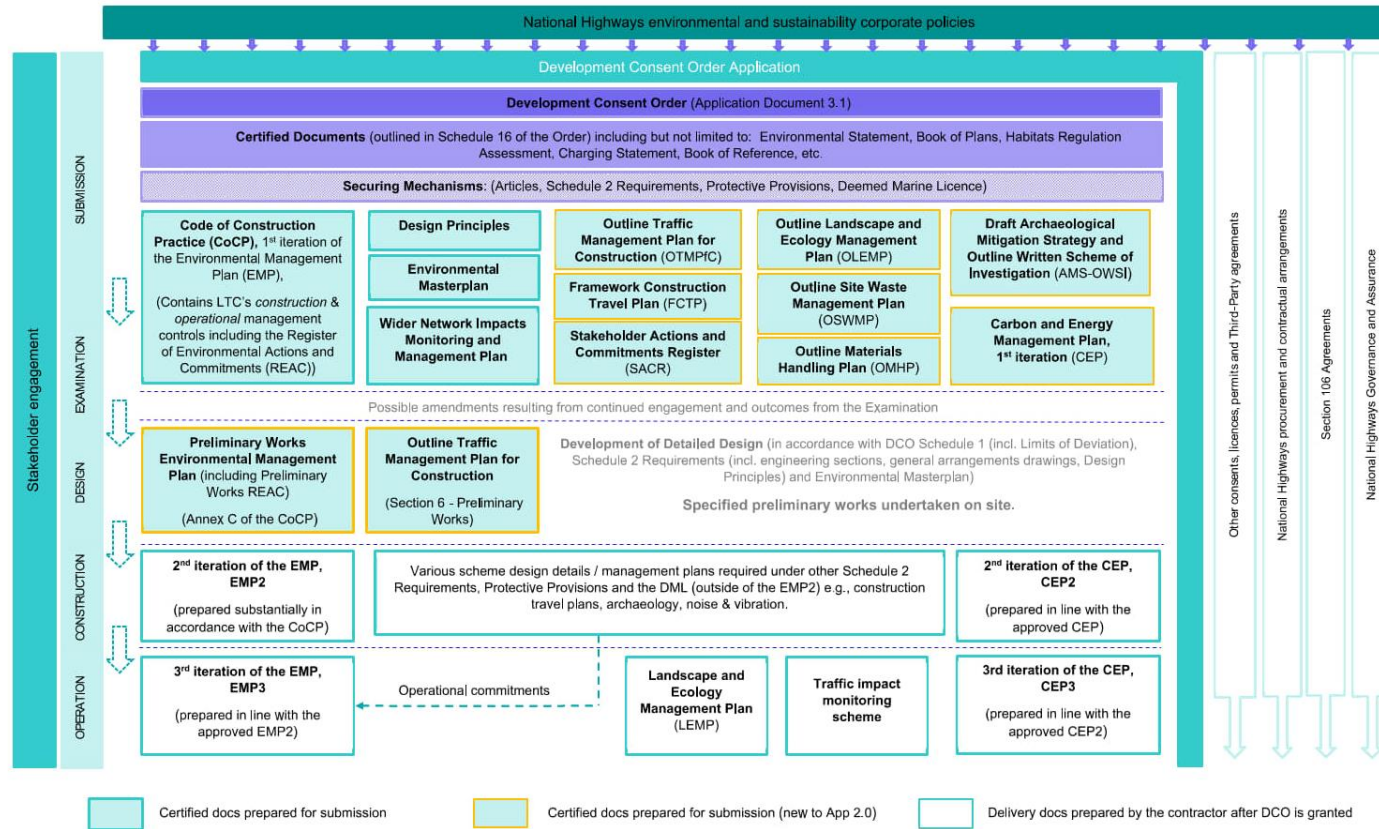 National Highways environmental and sustainability corporate policies
Development Consent Order Application
Development Consent Order (Application Document 3.1)
Certified Documents (outlined in Schedule 16 of the Order) including but not limited to: Environmental Statement, Book of Plans, Habitats Regulation
Assessment, Charging Statement, Book of Reference, etc.
Securing Mechanisms: (Articles, Schedule 2 Requirements, Protective Provisions, Deemed Marine Licence)
Stakeholder engagement
SUBMISSION
EXAMINATION
DESIGN
CONSTRUCTION
OPERATION
Code of Construction
Practice (CoCP), 1st iteration of
the Environmental Management
Plan (EMP),
(Contains LTC's construction &
operational management
controls including the Register
of Environmental Actions and
Commitments (REAC))
Design Principles
Environmental
Masterplan
Wider Network Impacts
Monitoring and
Management Plan
Outline Traffic
Management Plan for
Construction (OTMPfC)
Framework Construction
Travel Plan (FCTP)
Stakeholder Actions and
Commitments Register
(SACR)
Outline Landscape and
Ecology Management
Plan (OLEMP)
Outline Site Waste
Management Plan
(OSWMP)
Outline Materials
Handling Plan (OMHP)
Draft Archaeological
Mitigation Strategy and
Outline Written Scheme of
Investigation (AMS-OWSI)
Carbon and Energy
Management Plan,
1st iteration (CEP)
Possible amendments resulting from continued engagement and outcomes from the Examination
Preliminary Works
Environmental Management
Plan (including Preliminary
Works REAC)
(Annex C of the CoCP)
Outline Traffic
Management Plan for
Construction
(Section 6 - Preliminary
Works)
Development of Detailed Design (in accordance with DCO Schedule 1 (incl. Limits of Deviation),
Schedule 2 Requirements (incl. engineering sections, general arrangements drawings, Design
Principles) and Environmental Masterplan)
Specified preliminary works undertaken on site.
2nd iteration of the EMP,
EMP2
(prepared substantially in
accordance with the CoCP)
Various scheme design details / management plans required under other Schedule 2
Requirements, Protective Provisions and the DML (outside of the EMP2) e.g., construction
travel plans, archaeology, noise & vibration.
2nd iteration of the CEP,
CEP2
(prepared in line with the
approved CEP)
3rd iteration of the EMP,
EMP3
(prepared in line with the
approved EMP2)
Operational commitments
Landscape and
Ecology
Management Plan
(LEMP)
Traffic impact
monitoring
scheme
3rd iteration of the CEP,
CEP3
(prepared in line with the
approved CEP2)
Other consents, licences, permits and Third-Party agreements
National Highways procurement and contractual arrangements
Section 106 Agreements
National Highways Governance and Assurance
Certified docs prepared for submission
Certified docs prepared for submission (new to App 2.0)
Delivery docs prepared by the contractor after DCO is granted